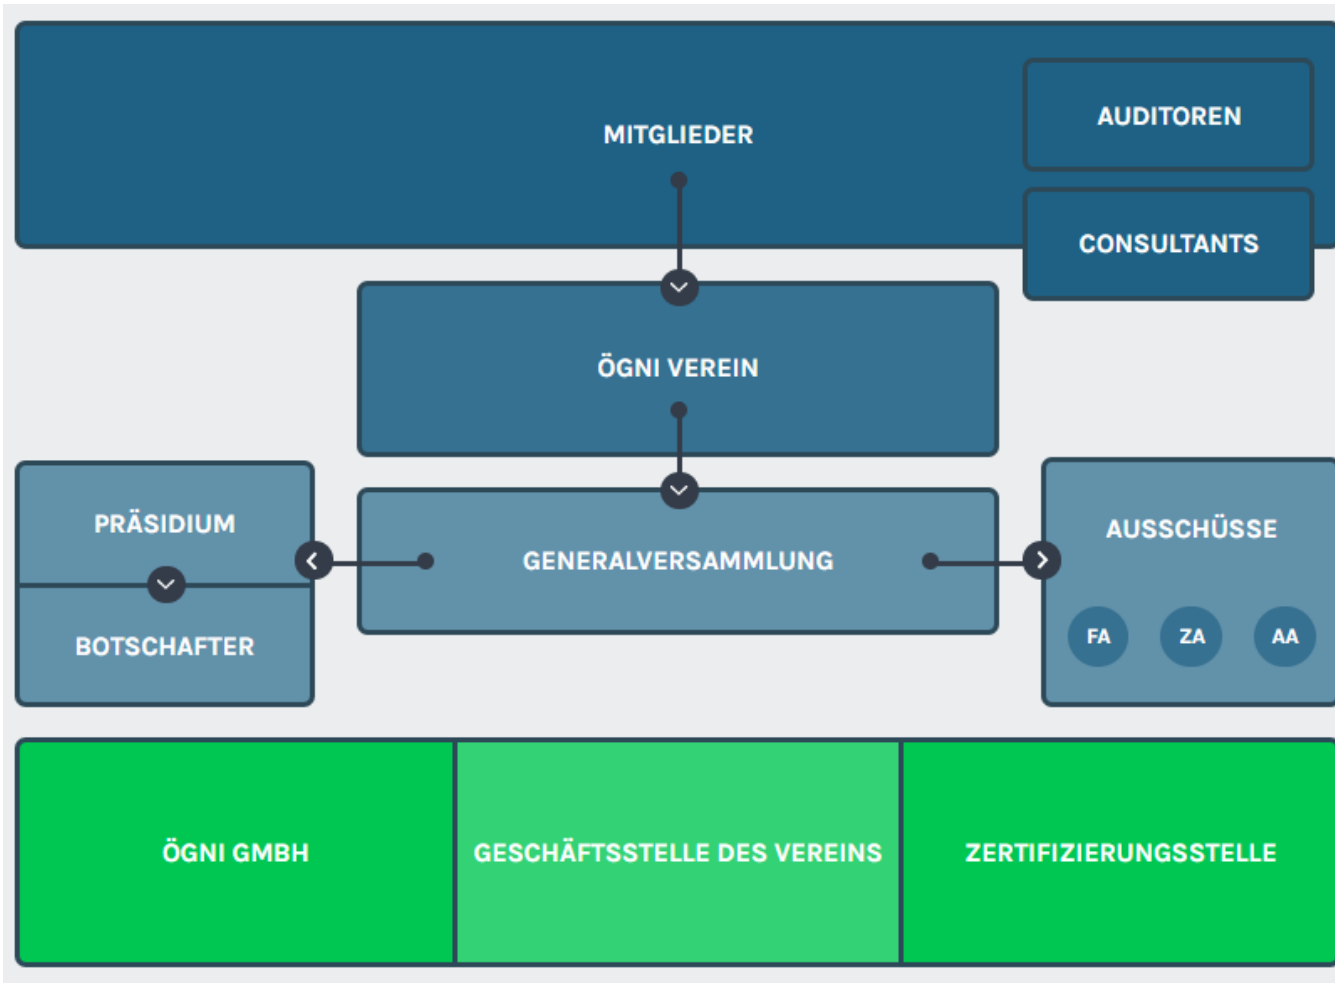 MITGLIEDER
AUDITOREN
CONSULTANTS
ÖGNI VEREIN
PRÄSIDIUM
BOTSCHAFTER
GENERALVERSAMMLUNG
AUSSCHÜSSE
FA ZA AA
ÖGNI GMBH
GESCHÄFTSSTELLE DES VEREINS
ZERTIFIZIERUNGSSTELLE